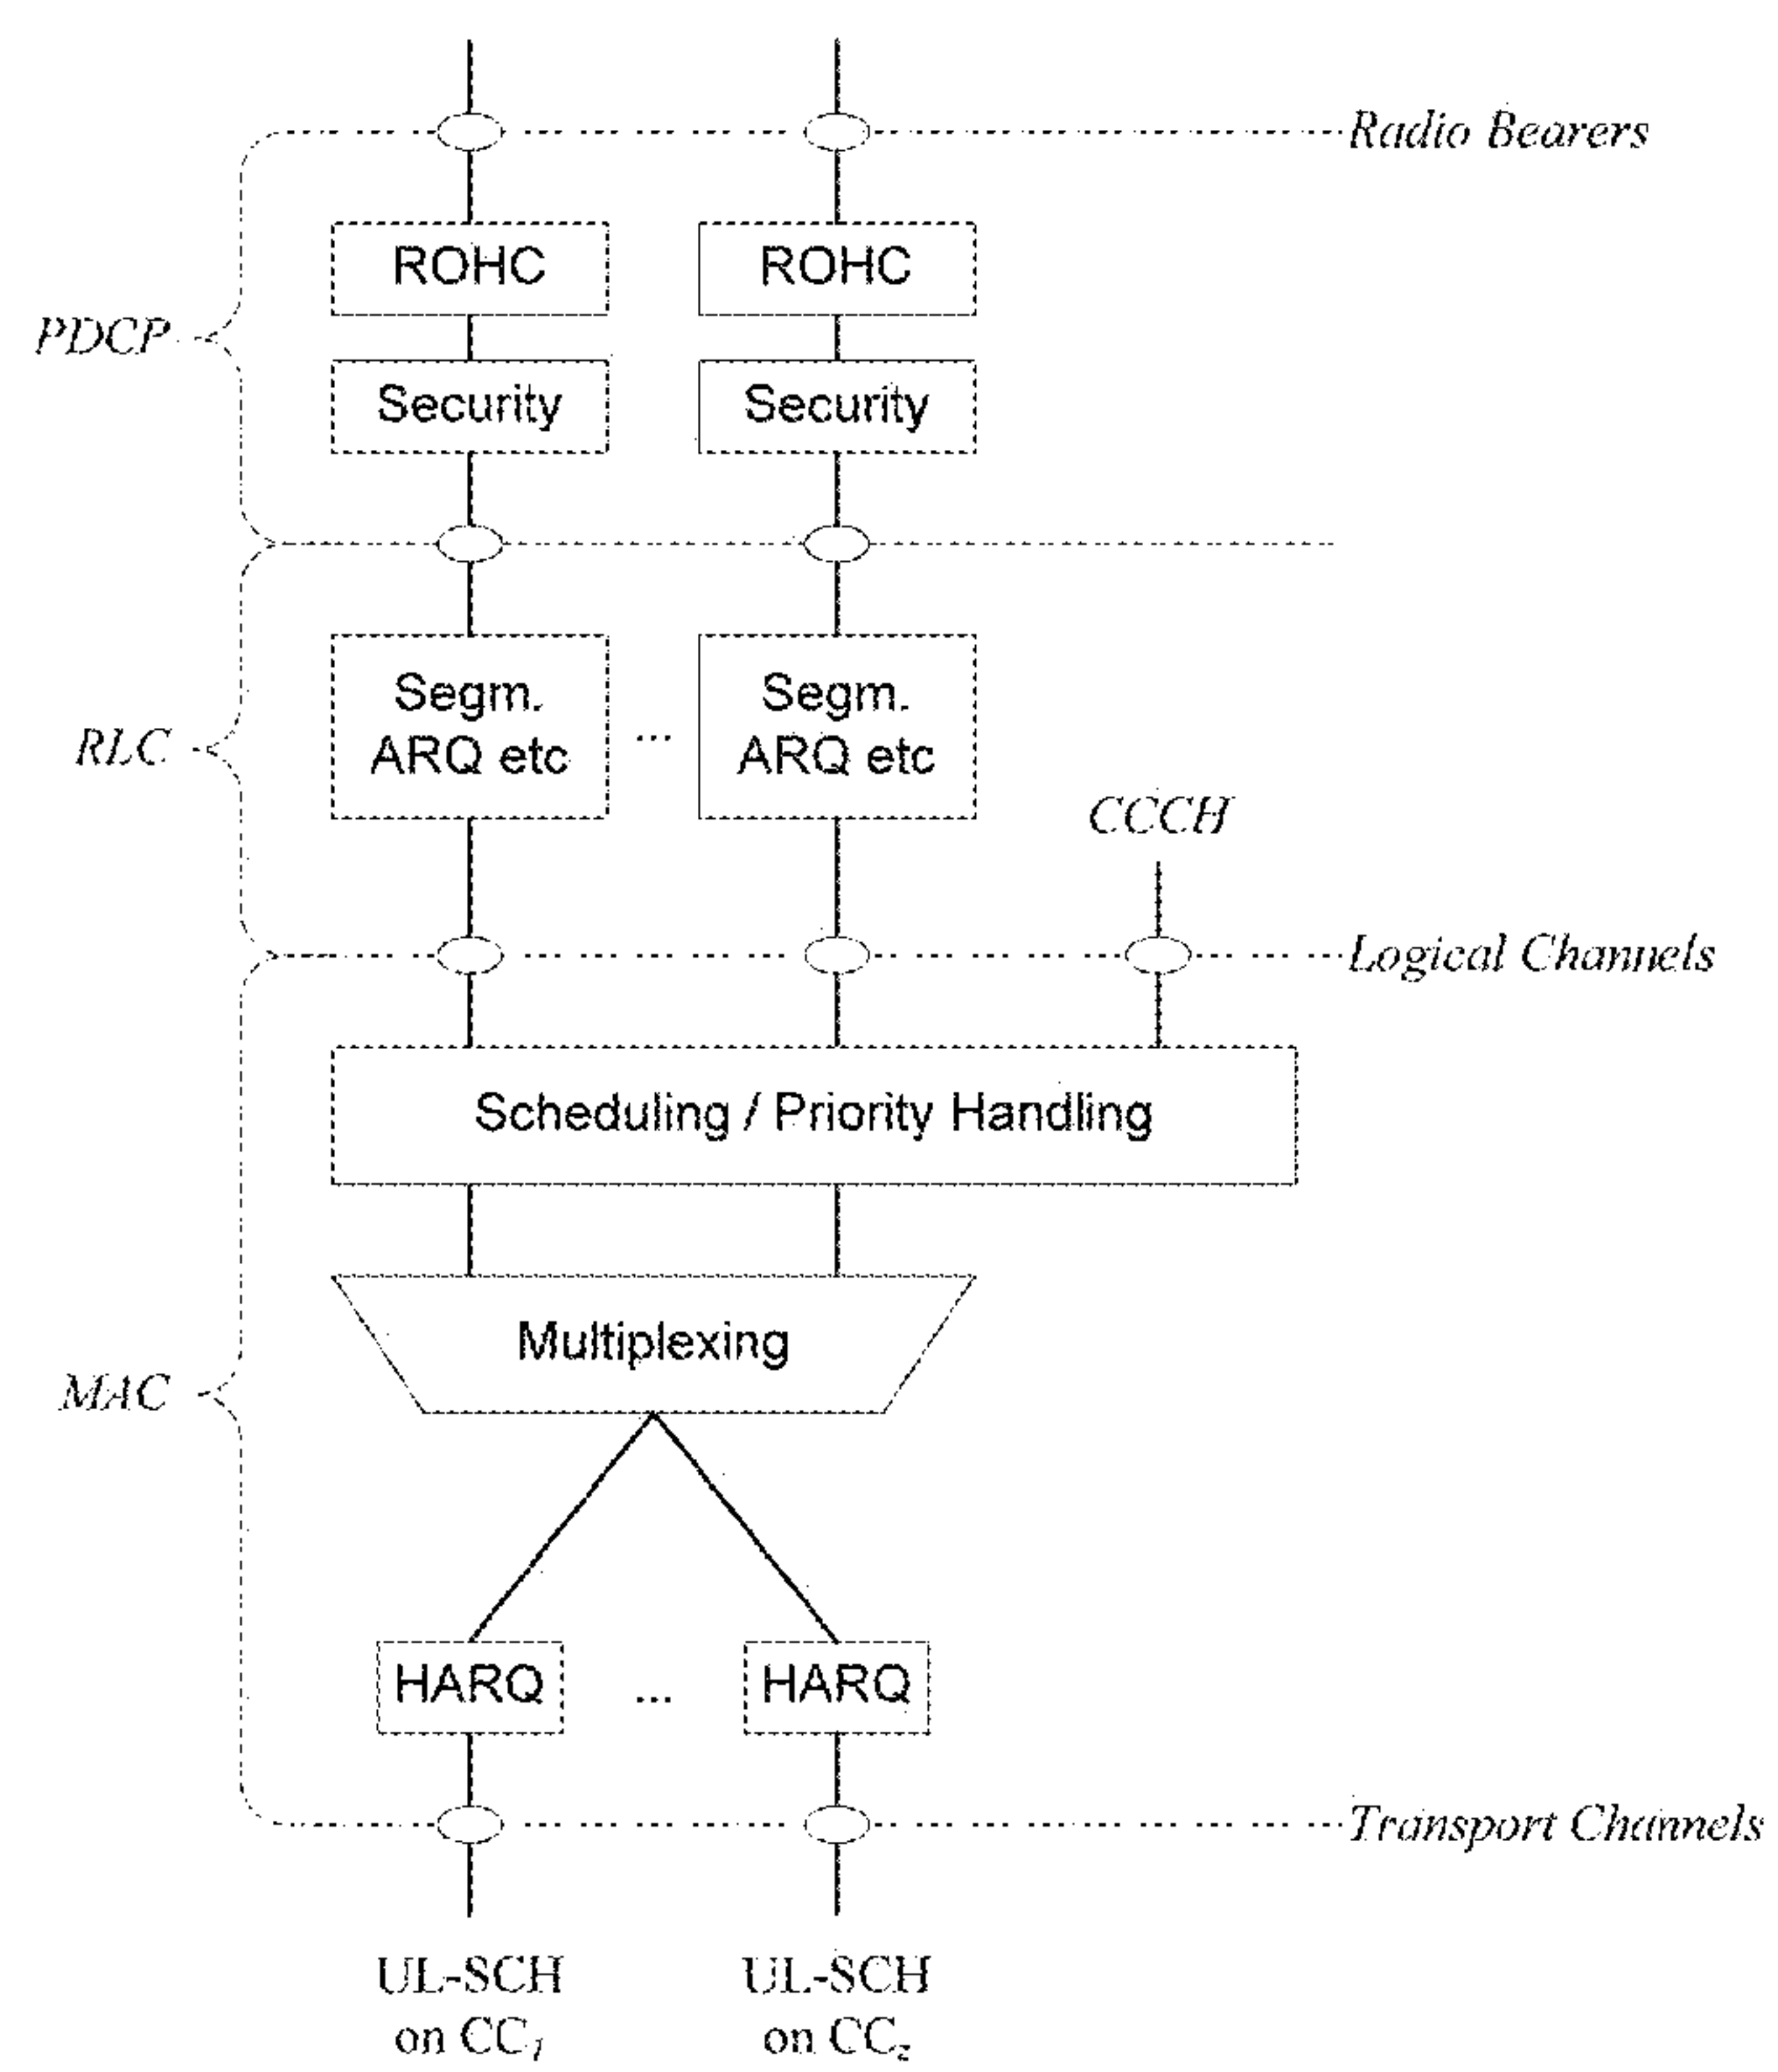 Radio Bearers
ROHC
ROHC
PDCP
Security
Security
Segm.
ARQ etc
...
Segm.
ARQ etc
RLC
CCCH
Logical Channels
Scheduling / Priority Handling
Multiplexing
MAC
HARQ
...
HARQ
Transport Channels
UL-SCH
on CC1
UL-SCH
on CCz